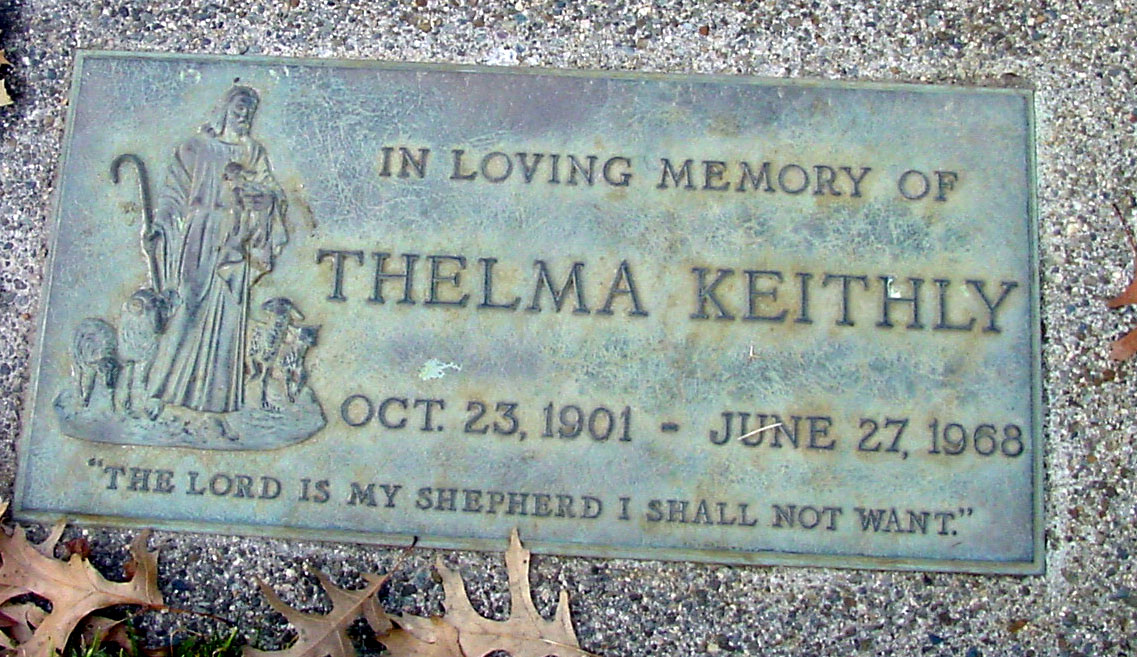 IN LOVING MEMORY OF
THELMA KEITHLY
OCT. 23, 1901 - JUNE 27, 1968
"THE LORD IS MY SHEPHERD I SHALL NOT WANT."